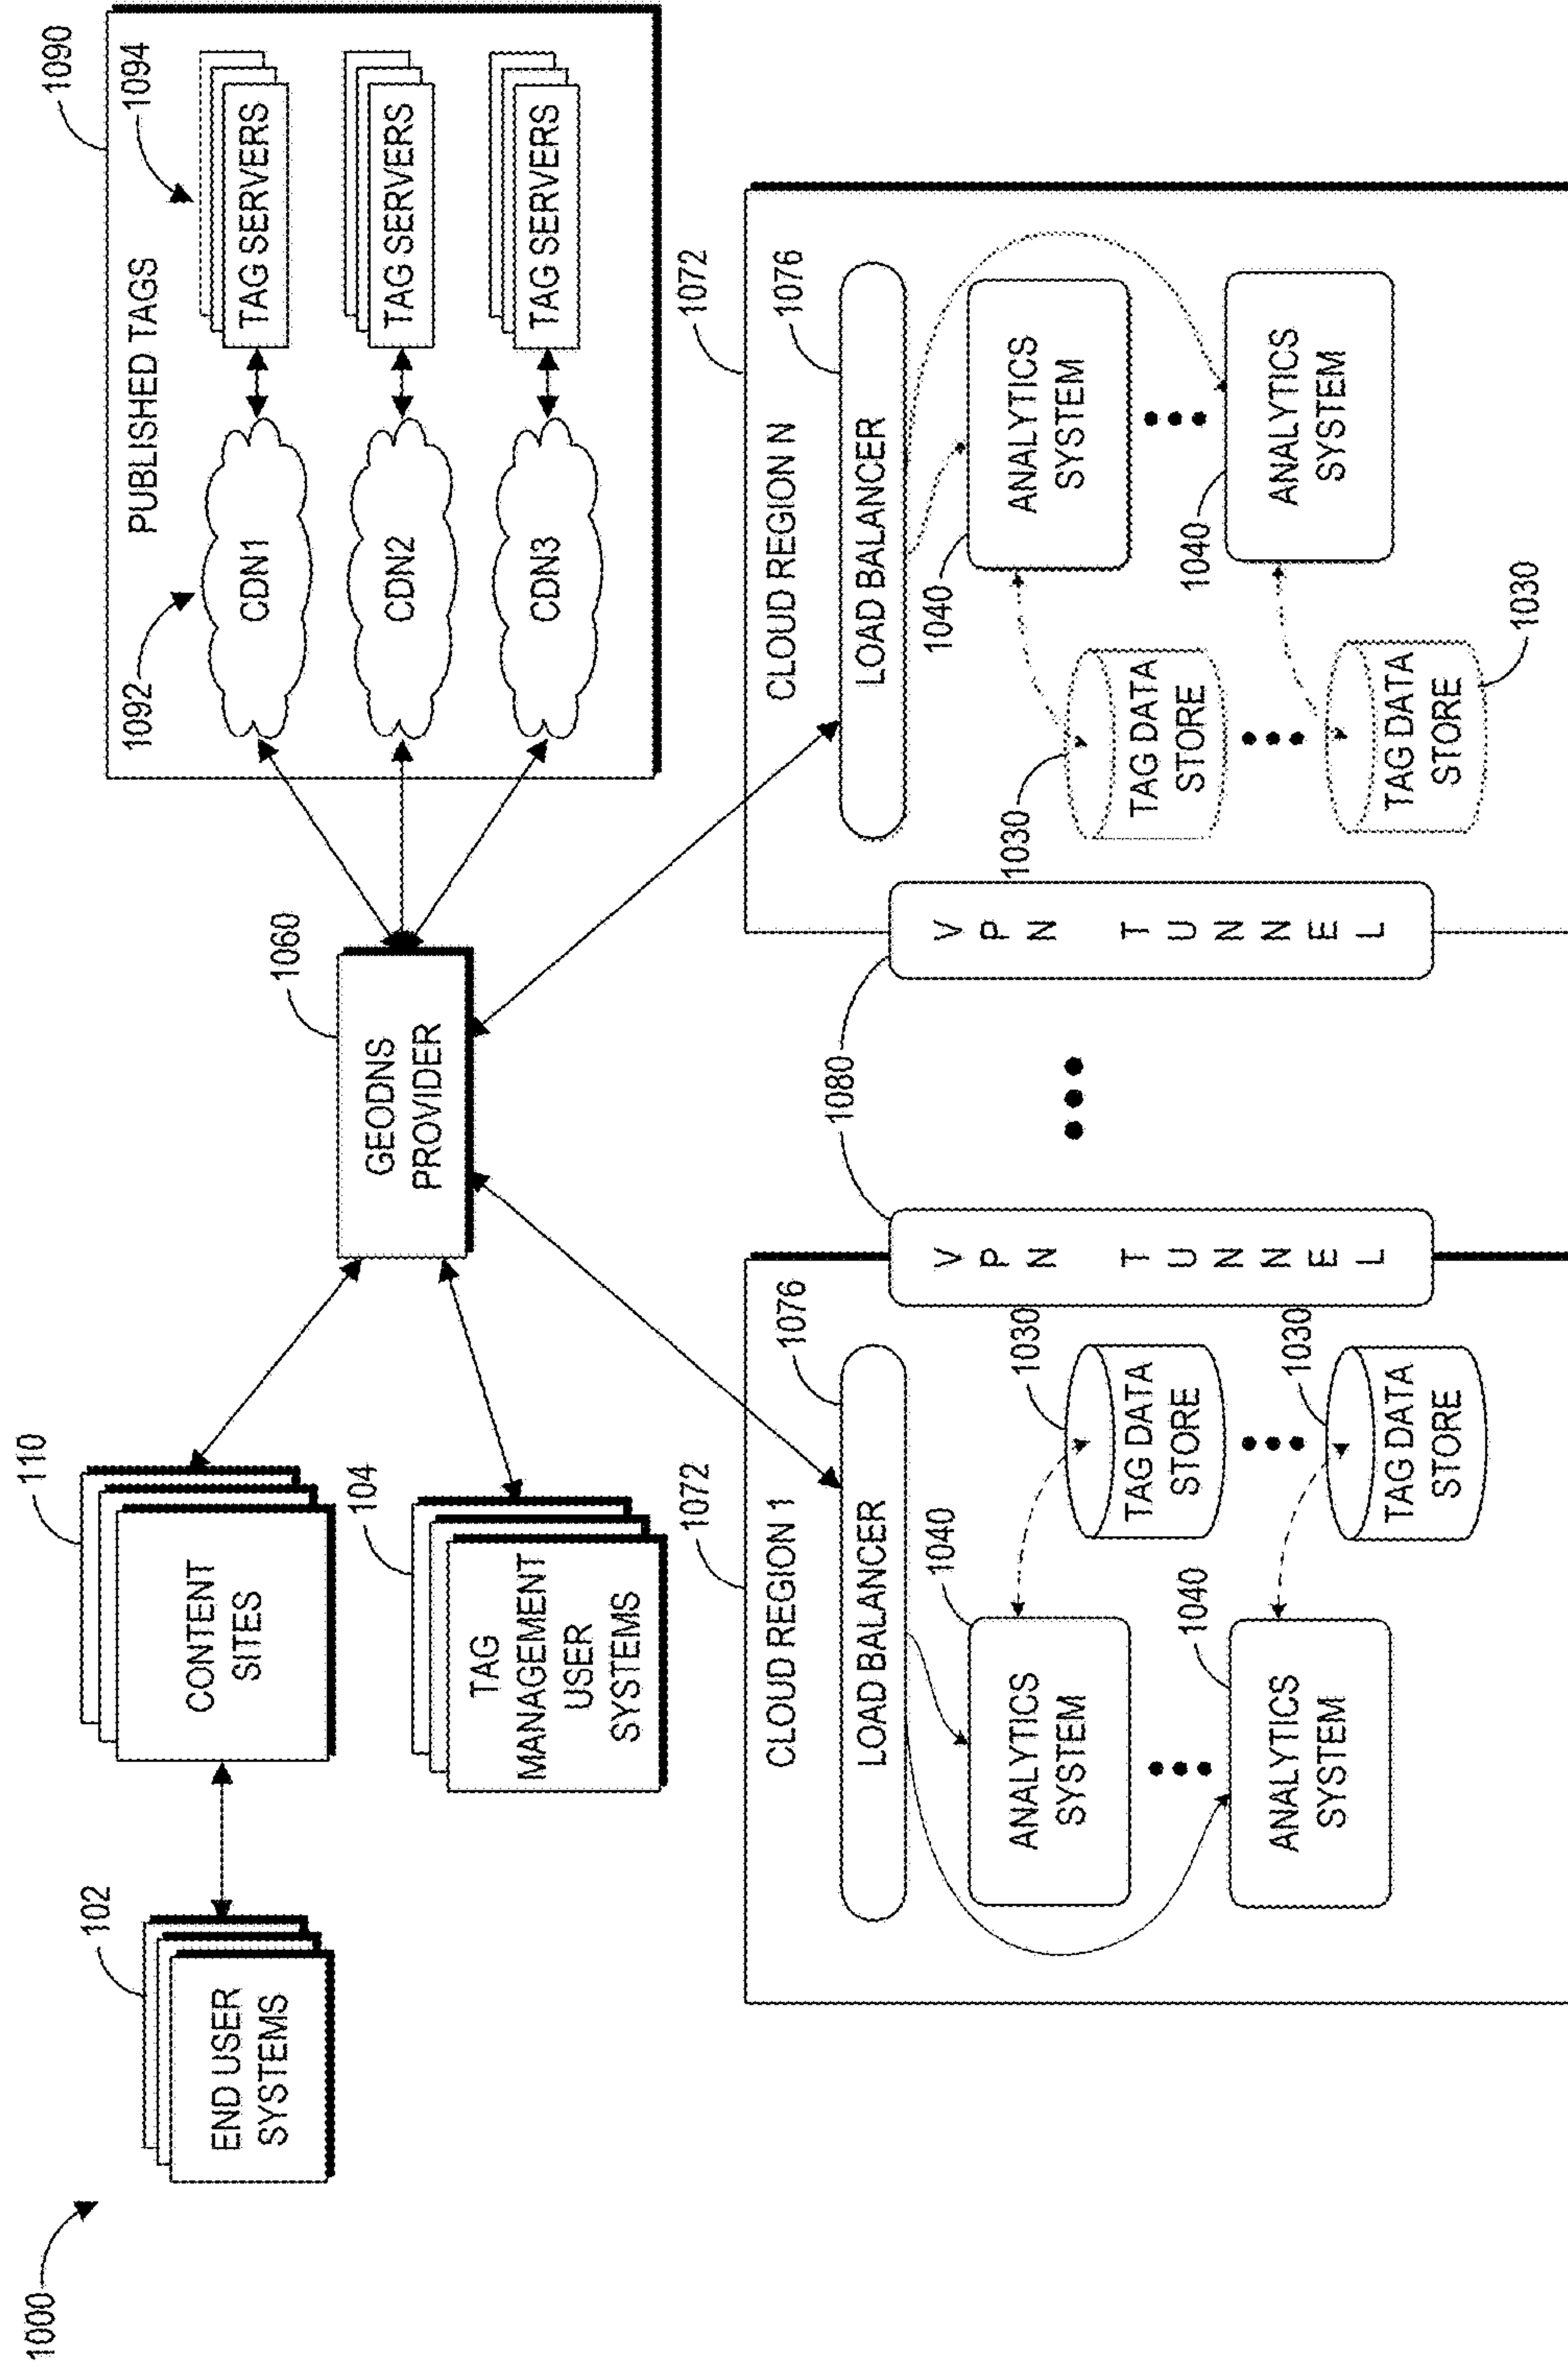 1000
102
END USER
SYSTEMS
110
CONTENT
SITES
104
TAG
MANAGEMENT
USER
SYSTEMS
1060
GEODNS
PROVIDER
1090
PUBLISHED TAGS
1092
1094
CDN1
TAG SERVERS
CDN2
TAG SERVERS
CDN3
TAG SERVERS
1072
CLOUD REGION 1
1076
LOAD BALANCER
1040
ANALYTICS
SYSTEM
1030
TAG DATA
STORE
1040
ANALYTICS
SYSTEM
1030
TAG DATA
STORE
1080
VPN TUNNEL
VPN TUNNEL
1072
CLOUD REGION N
1076
LOAD BALANCER
1030
TAG DATA
STORE
1040
ANALYTICS
SYSTEM
1030
TAG DATA
STORE
1040
ANALYTICS
SYSTEM